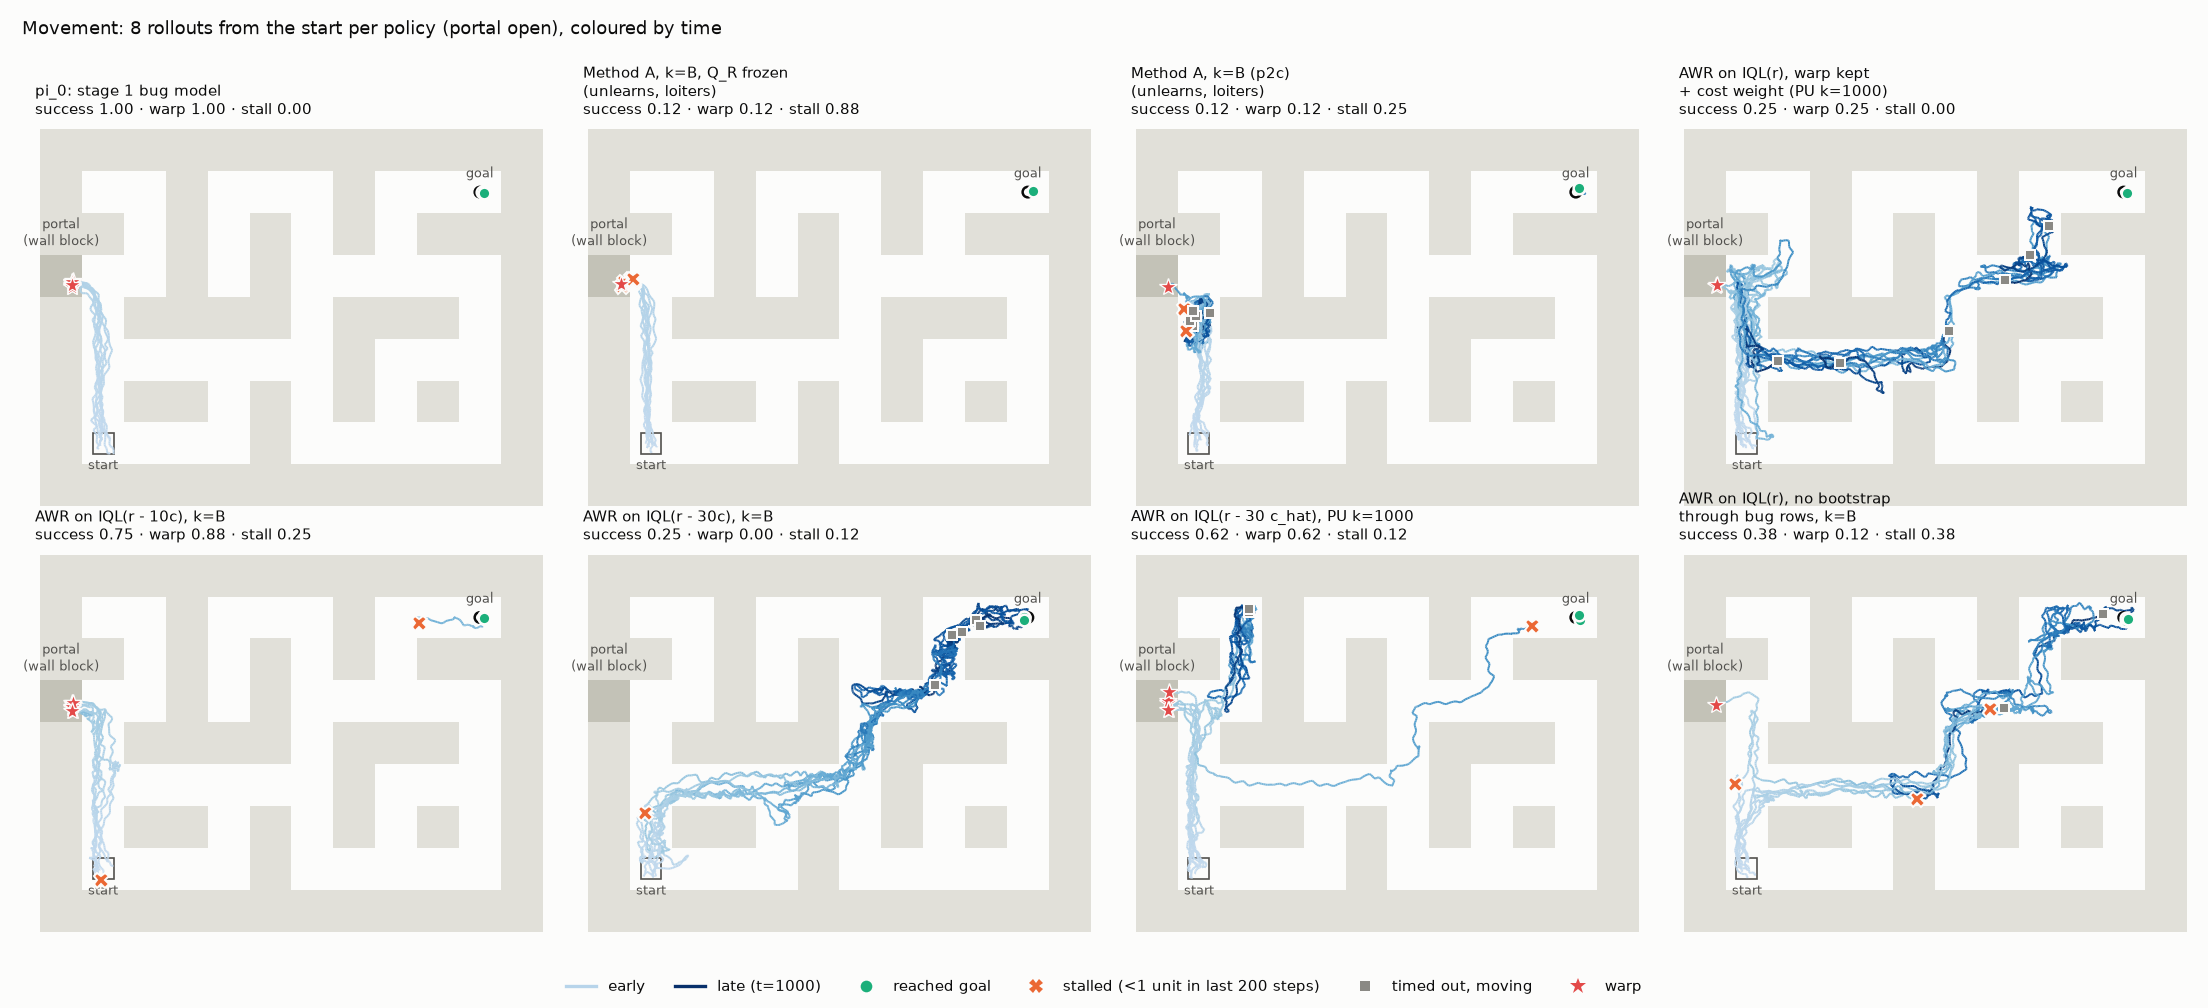 Movement: 8 rollouts from the start per policy (portal open), coloured by time
pi_0: stage 1 bug model
success 1.00 · warp 1.00 · stall 0.00
goal
portal
(wall block)
start
Method A, k=B, Q_R frozen
(unlearns, loiters)
success 0.12 · warp 0.12 · stall 0.88
goal
portal
(wall block)
start
Method A, k=B (p2c)
(unlearns, loiters)
success 0.12 · warp 0.12 · stall 0.25
goal
portal
(wall block)
start
AWR on IQL(r), warp kept
+ cost weight (PU k=1000)
success 0.25 · warp 0.25 · stall 0.00
goal
portal
(wall block)
start
AWR on IQL(r - 10c), k=B
success 0.75 · warp 0.88 · stall 0.25
goal
portal
(wall block)
start
AWR on IQL(r - 30c), k=B
success 0.25 · warp 0.00 · stall 0.12
goal
portal
(wall block)
start
AWR on IQL(r - 30 c_hat), PU k=1000
success 0.62 · warp 0.62 · stall 0.12
goal
portal
(wall block)
start
AWR on IQL(r), no bootstrap
through bug rows, k=B
success 0.38 · warp 0.12 · stall 0.38
goal
portal
(wall block)
start
early
late (t=1000)
reached goal
stalled (<1 unit in last 200 steps)
timed out, moving
warp